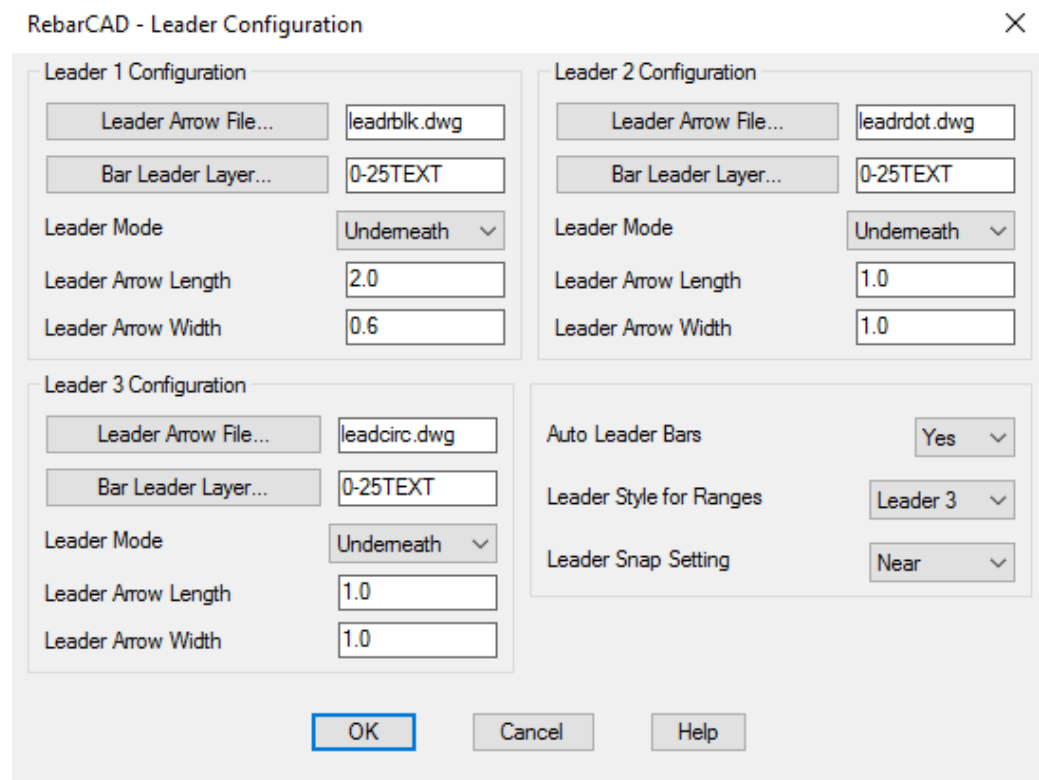 RebarCAD - Leader Configuration
Leader 1 Configuration
Leader Arrow File... leadrblk.dwg
Bar Leader Layer... 0-25TEXT
Leader Mode Underneath
Leader Arrow Length 2.0
Leader Arrow Width 0.6
Leader 2 Configuration
Leader Arrow File... leadrdot.dwg
Bar Leader Layer... 0-25TEXT
Leader Mode Underneath
Leader Arrow Length 1.0
Leader Arrow Width 1.0
Leader 3 Configuration
Leader Arrow File... leadcirc.dwg
Bar Leader Layer... 0-25TEXT
Leader Mode Underneath
Leader Arrow Length 1.0
Leader Arrow Width 1.0
Auto Leader Bars Yes
Leader Style for Ranges Leader 3
Leader Snap Setting Near
OK Cancel Help